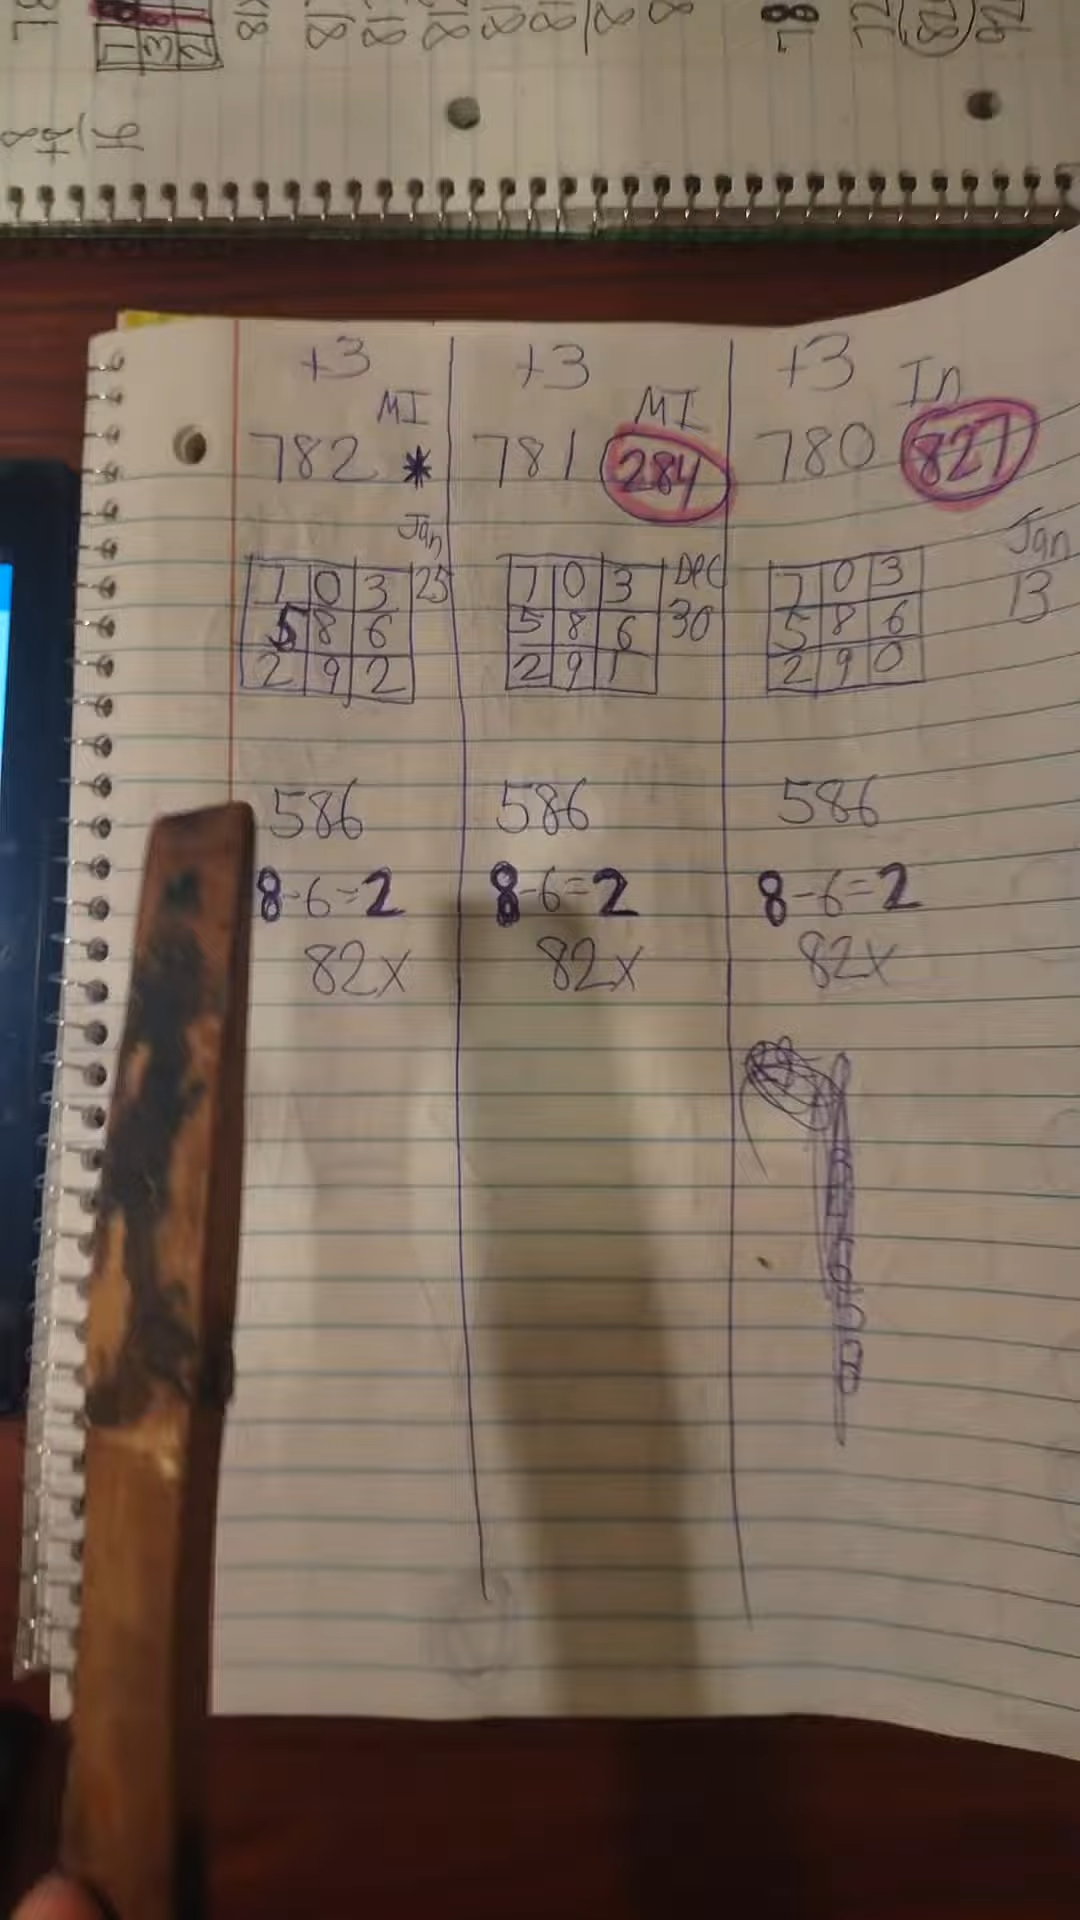 +3
MI
782 *
Jan
7 0 3 25
5 8 6
2 9 2
586
8-6=2
82x
+3
MI
781 284
7 0 3 DEC
5 8 6 30
2 9 1
586
8-6=2
82x
+3 In
780 827
Jan
7 0 3 13
5 8 6
2 9 0
586
8-6=2
82x